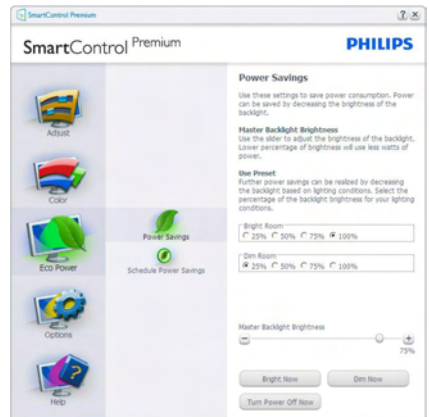 SmartControl Premium
SmartControl Premium
PHILIPS
Adjust
Color
Eco Power
Options
Help
Power Savings
Schedule Power Savings
Power Savings
Use these settings to save power consumption. Power
can be saved by decreasing the brightness of the
backlight.
Master Backlight Brightness
Use the slider to adjust the brightness of the backlight.
Lower percentage of brightness will use less watts of
power.
Use Preset
Further power savings can be realized by decreasing
the backlight based on lighting conditions. Select the
percentage of the backlight brightness for your lighting
conditions.
Bright Room
25% 50% 75% 100%
Dim Room
25% 50% 75% 100%
Master Backlight Brightness
75%
Bright Now
Dim Now
Turn Power Off Now